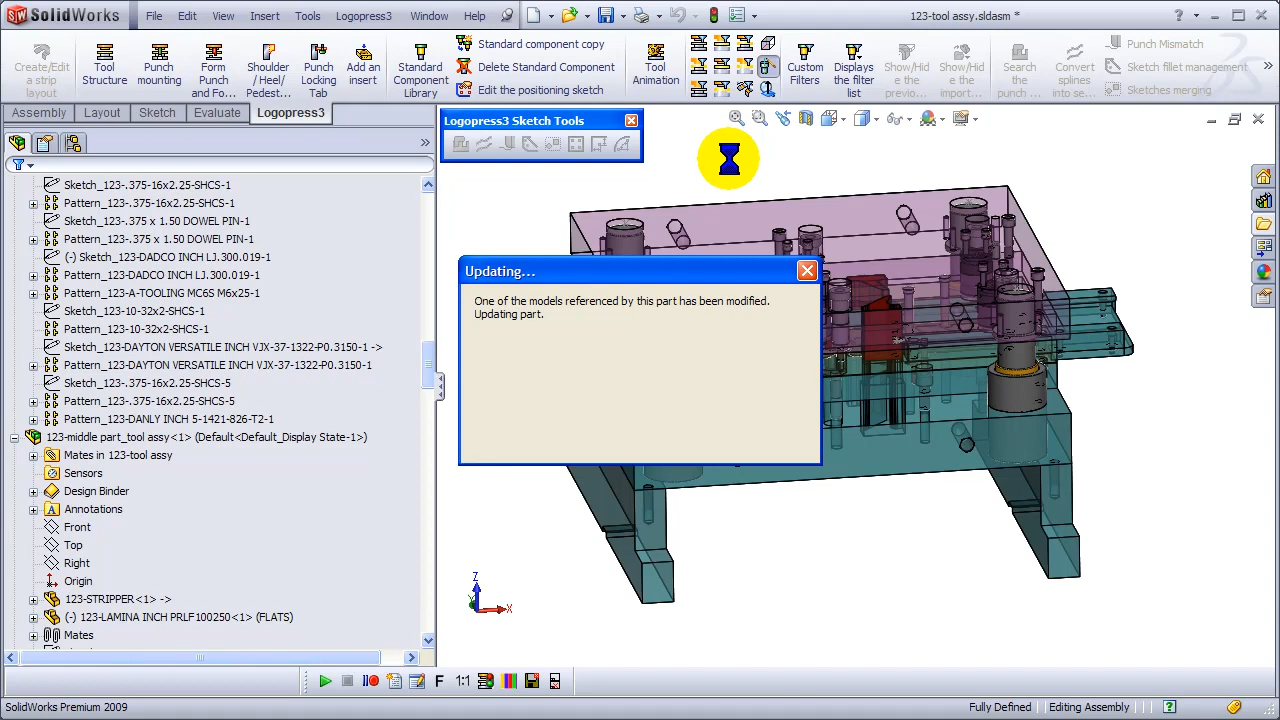 SolidWorks File Edit View Insert Tools Logopress3 Window Help 123-tool assy.sldasm *
Create/Edit a strip layout
Tool Structure
Punch mounting
Form Punch and Fo...
Shoulder /Heel/ Pedest...
Punch Locking Tab
Add an insert
Standard Component Library
Standard component copy
Delete Standard Component
Edit the positioning sketch
Tool Animation
Custom Filters
Displays the filter list
Show/Hid e the previo...
Show/Hid e the import...
Search the punch ...
Convert splines into se...
Punch Mismatch
Sketch fillet management
Sketches merging
Assembly Layout Sketch Evaluate Logopress3
Logopress3 Sketch Tools
Sketch_123-.375-16x2.25-SHCS-1
Pattern_123-.375-16x2.25-SHCS-1
Sketch_123-.375 x 1.50 DOWEL PIN-1
Pattern_123-.375 x 1.50 DOWEL PIN-1
(-) Sketch_123-DADCO INCH LJ.300.019-1
Pattern_123-DADCO INCH LJ.300.019-1
Pattern_123-A-TOOLING MC6S M6x25-1
Sketch_123-10-32x2-SHCS-1
Pattern_123-10-32x2-SHCS-1
Sketch_123-DAYTON VERSATILE INCH VJX-37-1322-P0.3150-1 ->
Pattern_123-DAYTON VERSATILE INCH VJX-37-1322-P0.3150-1
Sketch_123-.375-16x2.25-SHCS-5
Pattern_123-.375-16x2.25-SHCS-5
Pattern_123-DANLY INCH 5-1421-826-T2-1
123-middle part_tool assy<1> (Default<Default_Display State-1>)
Mates in 123-tool assy
Sensors
Design Binder
Annotations
Front
Top
Right
Origin
123-STRIPPER<1> ->
(-) 123-LAMINA INCH PRLF100250<1> (FLATS)
Mates
Updating...
One of the models referenced by this part has been modified.
Updating part.
Z
Y
X
F 1:1
SolidWorks Premium 2009 Fully Defined Editing Assembly